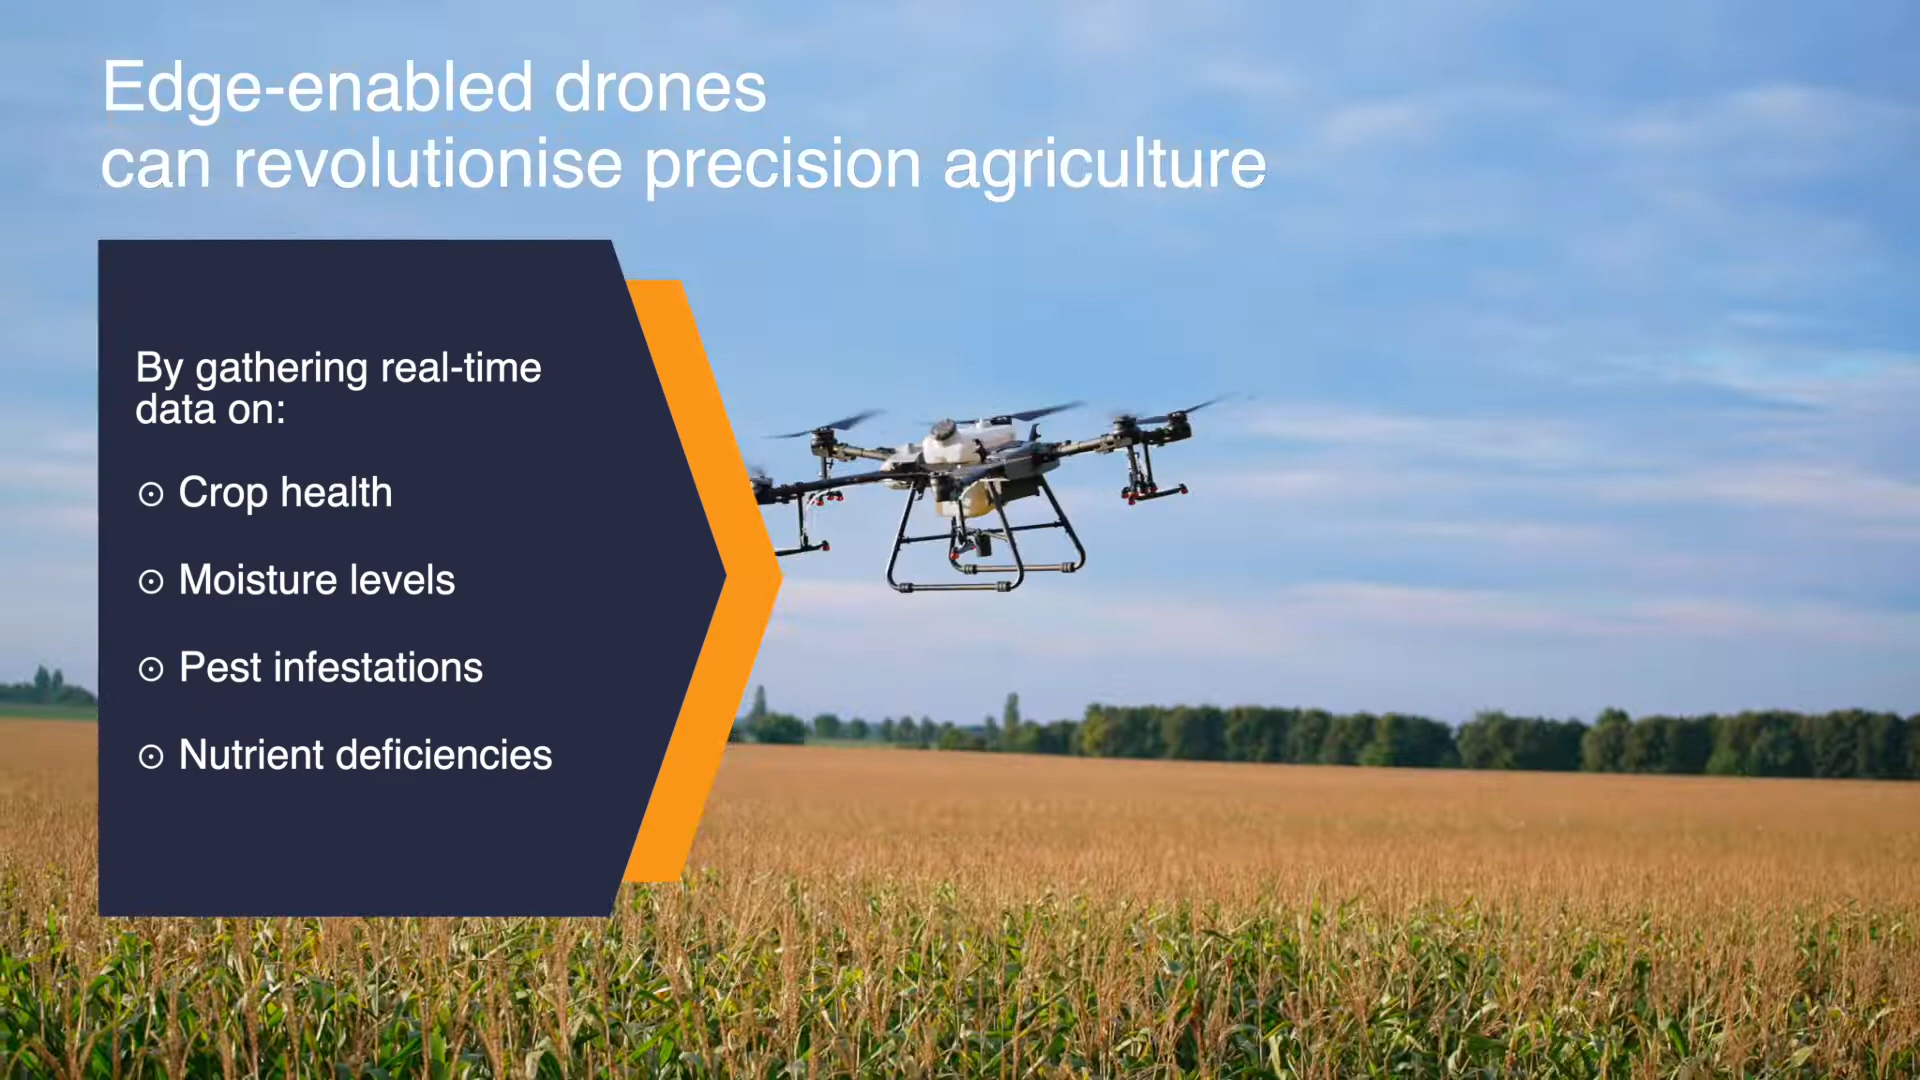 Edge-enabled drones
can revolutionise precision agriculture
By gathering real-time
data on:
Crop health
Moisture levels
Pest infestations
Nutrient deficiencies